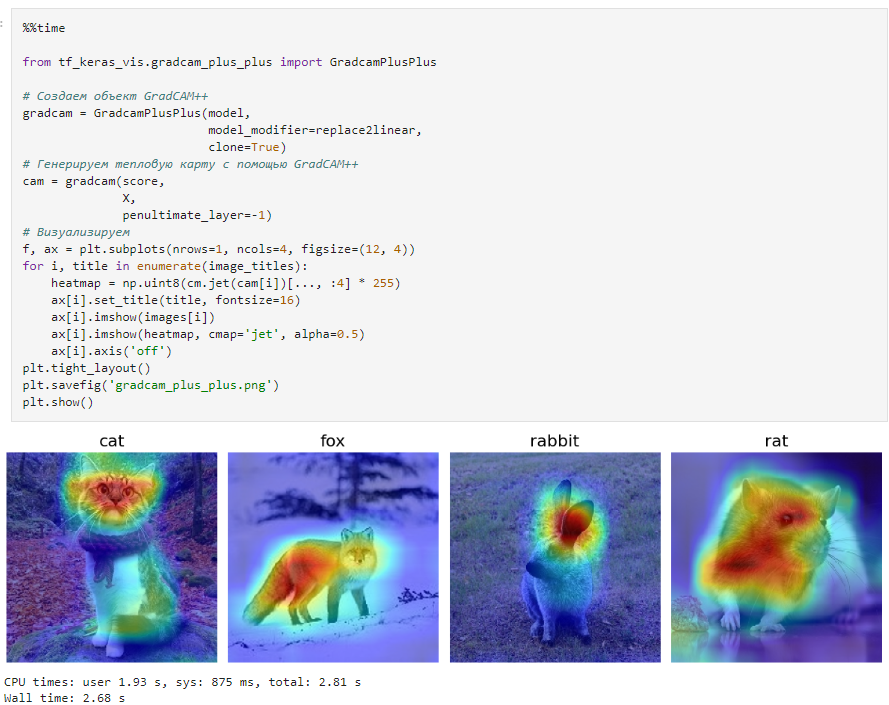 %%time
from tf_keras_vis.gradcam_plus_plus import GradcamPlusPlus
# Создаем объект GradCAM++
gradcam = GradcamPlusPlus(model,
                          model_modifier=replace2linear,
                          clone=True)
# Генерируем тепловую карту с помощью GradCAM++
cam = gradcam(score,
              X,
              penultimate_layer=-1)
# Визуализируем
f, ax = plt.subplots(nrows=1, ncols=4, figsize=(12, 4))
for i, title in enumerate(image_titles):
    heatmap = np.uint8(cm.jet(cam[i])[..., :4] * 255)
    ax[i].set_title(title, fontsize=16)
    ax[i].imshow(images[i])
    ax[i].imshow(heatmap, cmap='jet', alpha=0.5)
    ax[i].axis('off')
plt.tight_layout()
plt.savefig('gradcam_plus_plus.png')
plt.show()
cat fox rabbit rat
CPU times: user 1.93 s, sys: 875 ms, total: 2.81 s
Wall time: 2.68 s